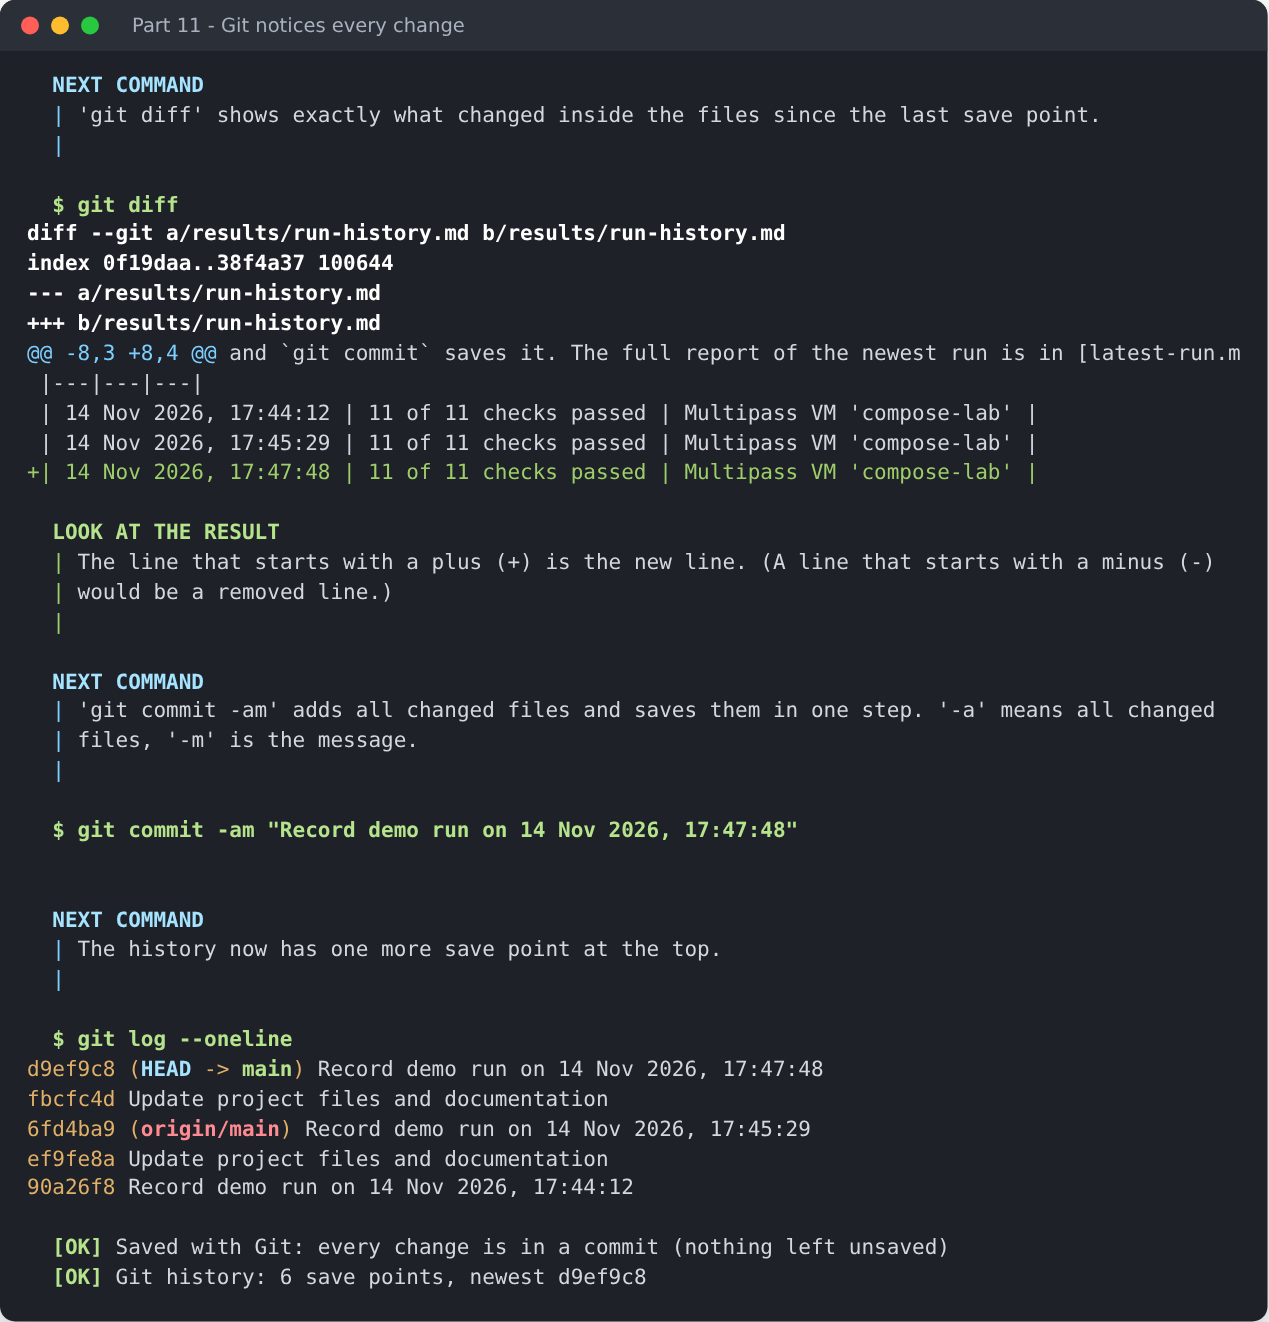 Part 11 - Git notices every change
NEXT COMMAND
| 'git diff' shows exactly what changed inside the files since the last save point.
|
$ git diff
diff --git a/results/run-history.md b/results/run-history.md
index 0f19daa..38f4a37 100644
--- a/results/run-history.md
+++ b/results/run-history.md
@@ -8,3 +8,4 @@ and `git commit` saves it. The full report of the newest run is in [latest-run.m
|---|---|---|
| 14 Nov 2026, 17:44:12 | 11 of 11 checks passed | Multipass VM 'compose-lab' |
| 14 Nov 2026, 17:45:29 | 11 of 11 checks passed | Multipass VM 'compose-lab' |
+| 14 Nov 2026, 17:47:48 | 11 of 11 checks passed | Multipass VM 'compose-lab' |
LOOK AT THE RESULT
| The line that starts with a plus (+) is the new line. (A line that starts with a minus (-)
| would be a removed line.)
|
NEXT COMMAND
| 'git commit -am' adds all changed files and saves them in one step. '-a' means all changed
| files, '-m' is the message.
|
$ git commit -am "Record demo run on 14 Nov 2026, 17:47:48"
NEXT COMMAND
| The history now has one more save point at the top.
|
$ git log --oneline
d9ef9c8 (HEAD -> main) Record demo run on 14 Nov 2026, 17:47:48
fbcfc4d Update project files and documentation
6fd4ba9 (origin/main) Record demo run on 14 Nov 2026, 17:45:29
ef9fe8a Update project files and documentation
90a26f8 Record demo run on 14 Nov 2026, 17:44:12
[OK] Saved with Git: every change is in a commit (nothing left unsaved)
[OK] Git history: 6 save points, newest d9ef9c8